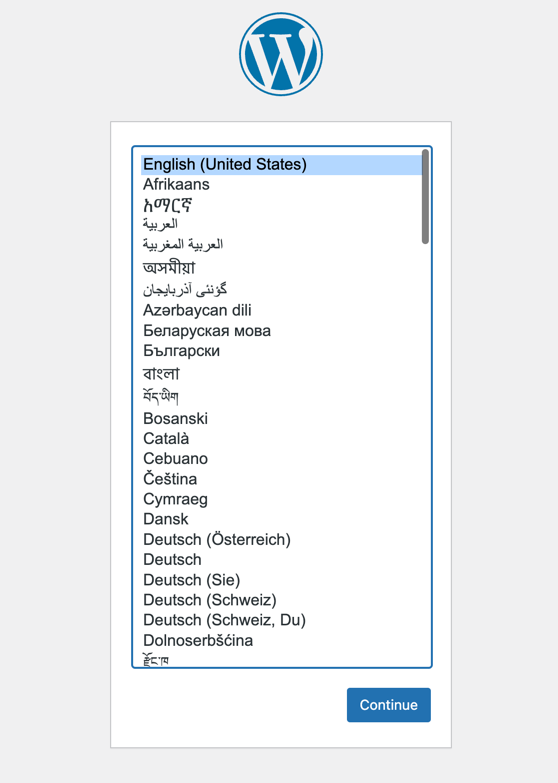 English (United States)
Afrikaans
አማርኛ
العربية
العربية المغربية
অসমীয়া
گؤنئی آذربایجان
Azərbaycan dili
Беларуская мова
Български
বাংলা
བོད་ཡིག
Bosanski
Català
Cebuano
Čeština
Cymraeg
Dansk
Deutsch (Österreich)
Deutsch
Deutsch (Sie)
Deutsch (Schweiz)
Deutsch (Schweiz, Du)
Dolnoserbšćina
རྫོང་ཁ
Continue